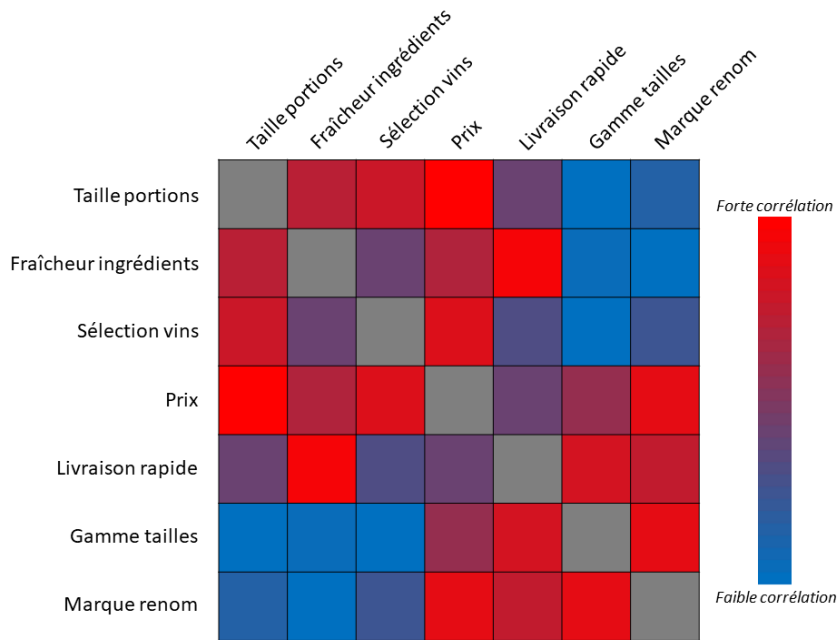 Taille portions
Fraîcheur ingrédients
Sélection vins
Prix
Livraison rapide
Gamme tailles
Marque renom
Taille portions
Fraîcheur ingrédients
Sélection vins
Prix
Livraison rapide
Gamme tailles
Marque renom
Forte corrélation
Faible corrélation